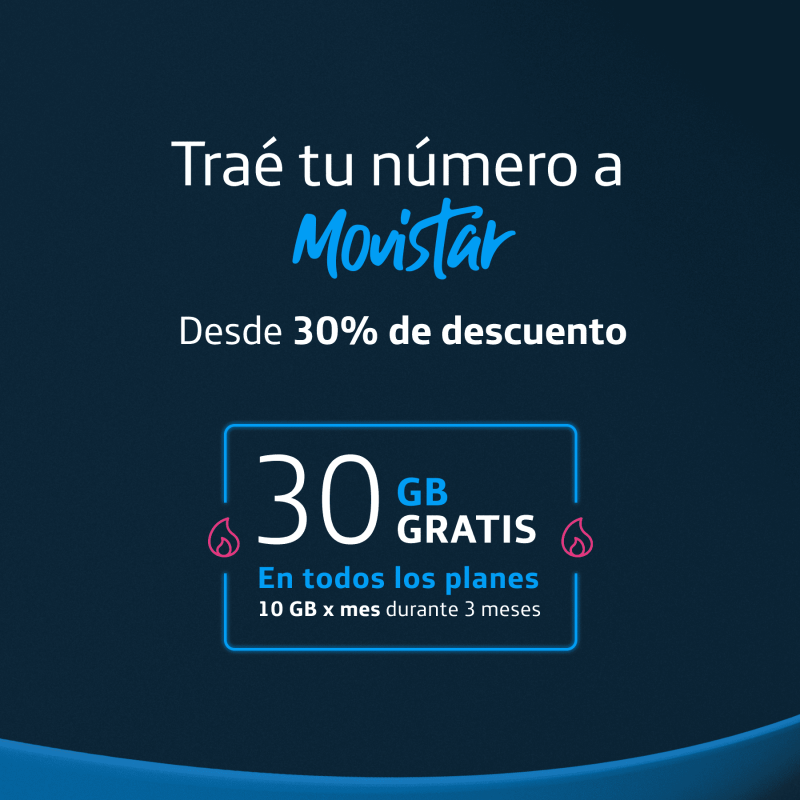 Traé tu número a
Movistar
Desde 30% de descuento
30 GB
GRATIS
En todos los planes
10 GB x mes durante 3 meses